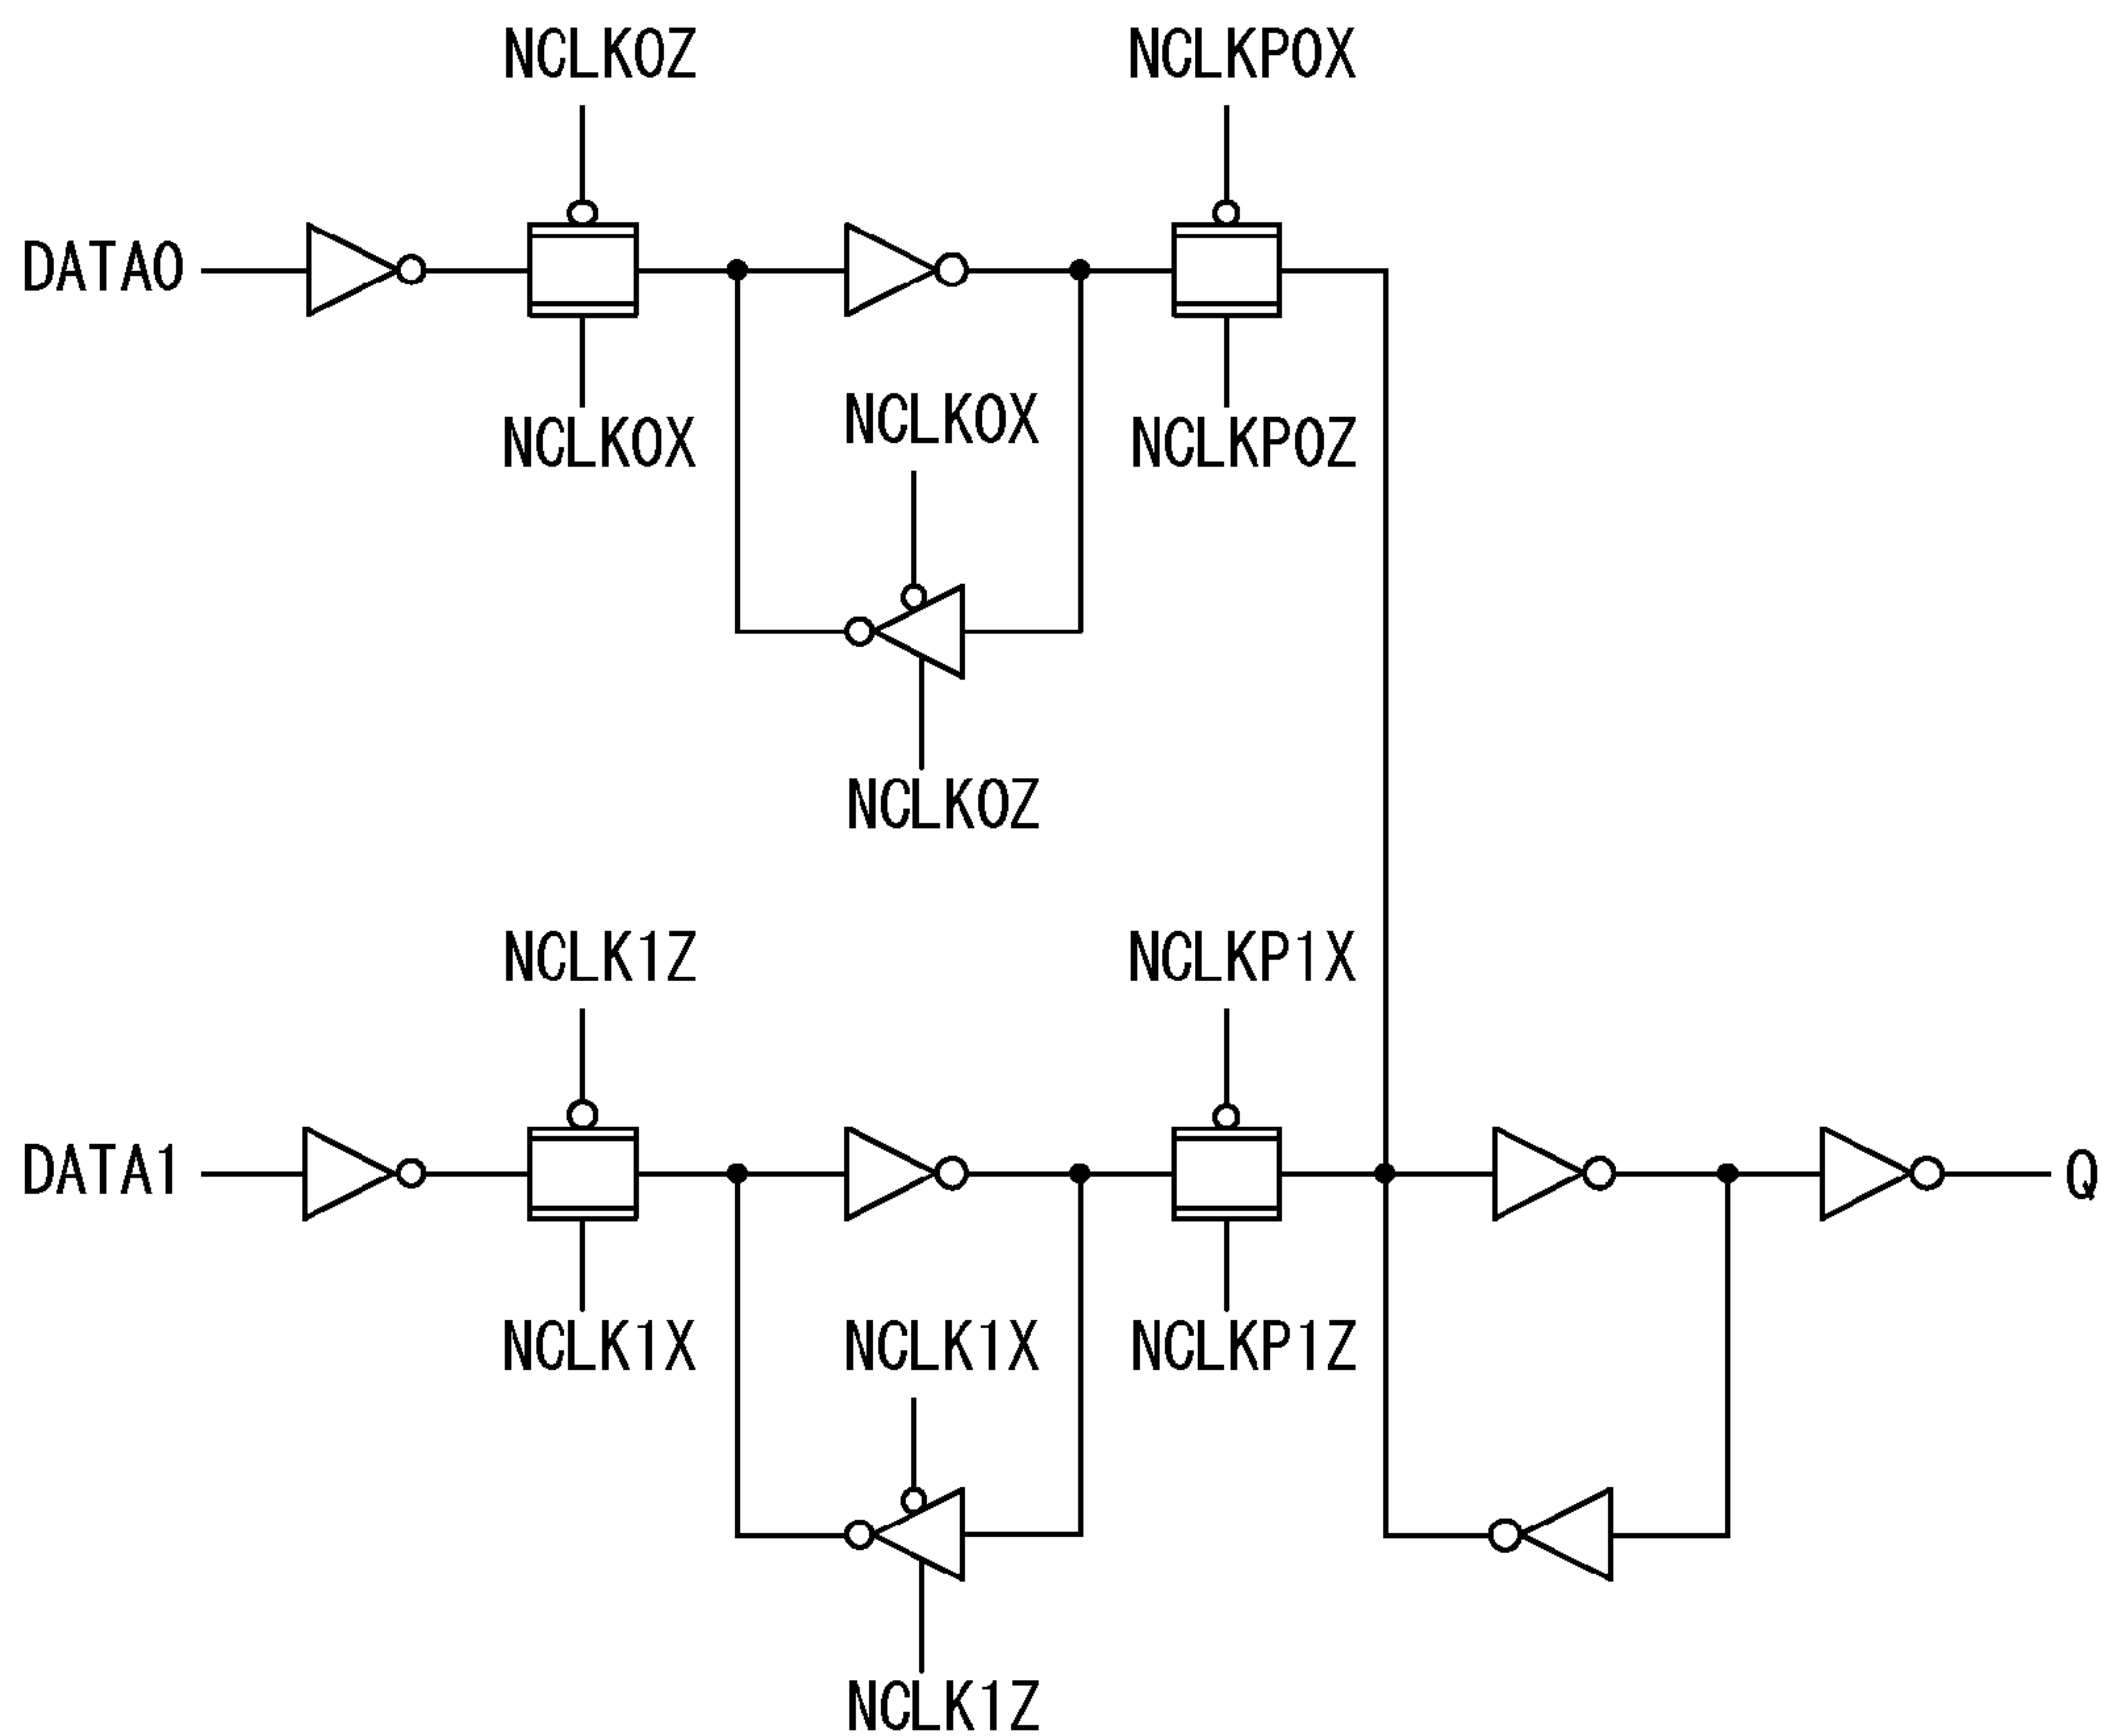 NCLK0Z NCLKP0X
DATA0
NCLK0X NCLK0X NCLKP0Z
NCLK0Z
NCLK1Z NCLKP1X
DATA1 Q
NCLK1X NCLK1X NCLKP1Z
NCLK1Z